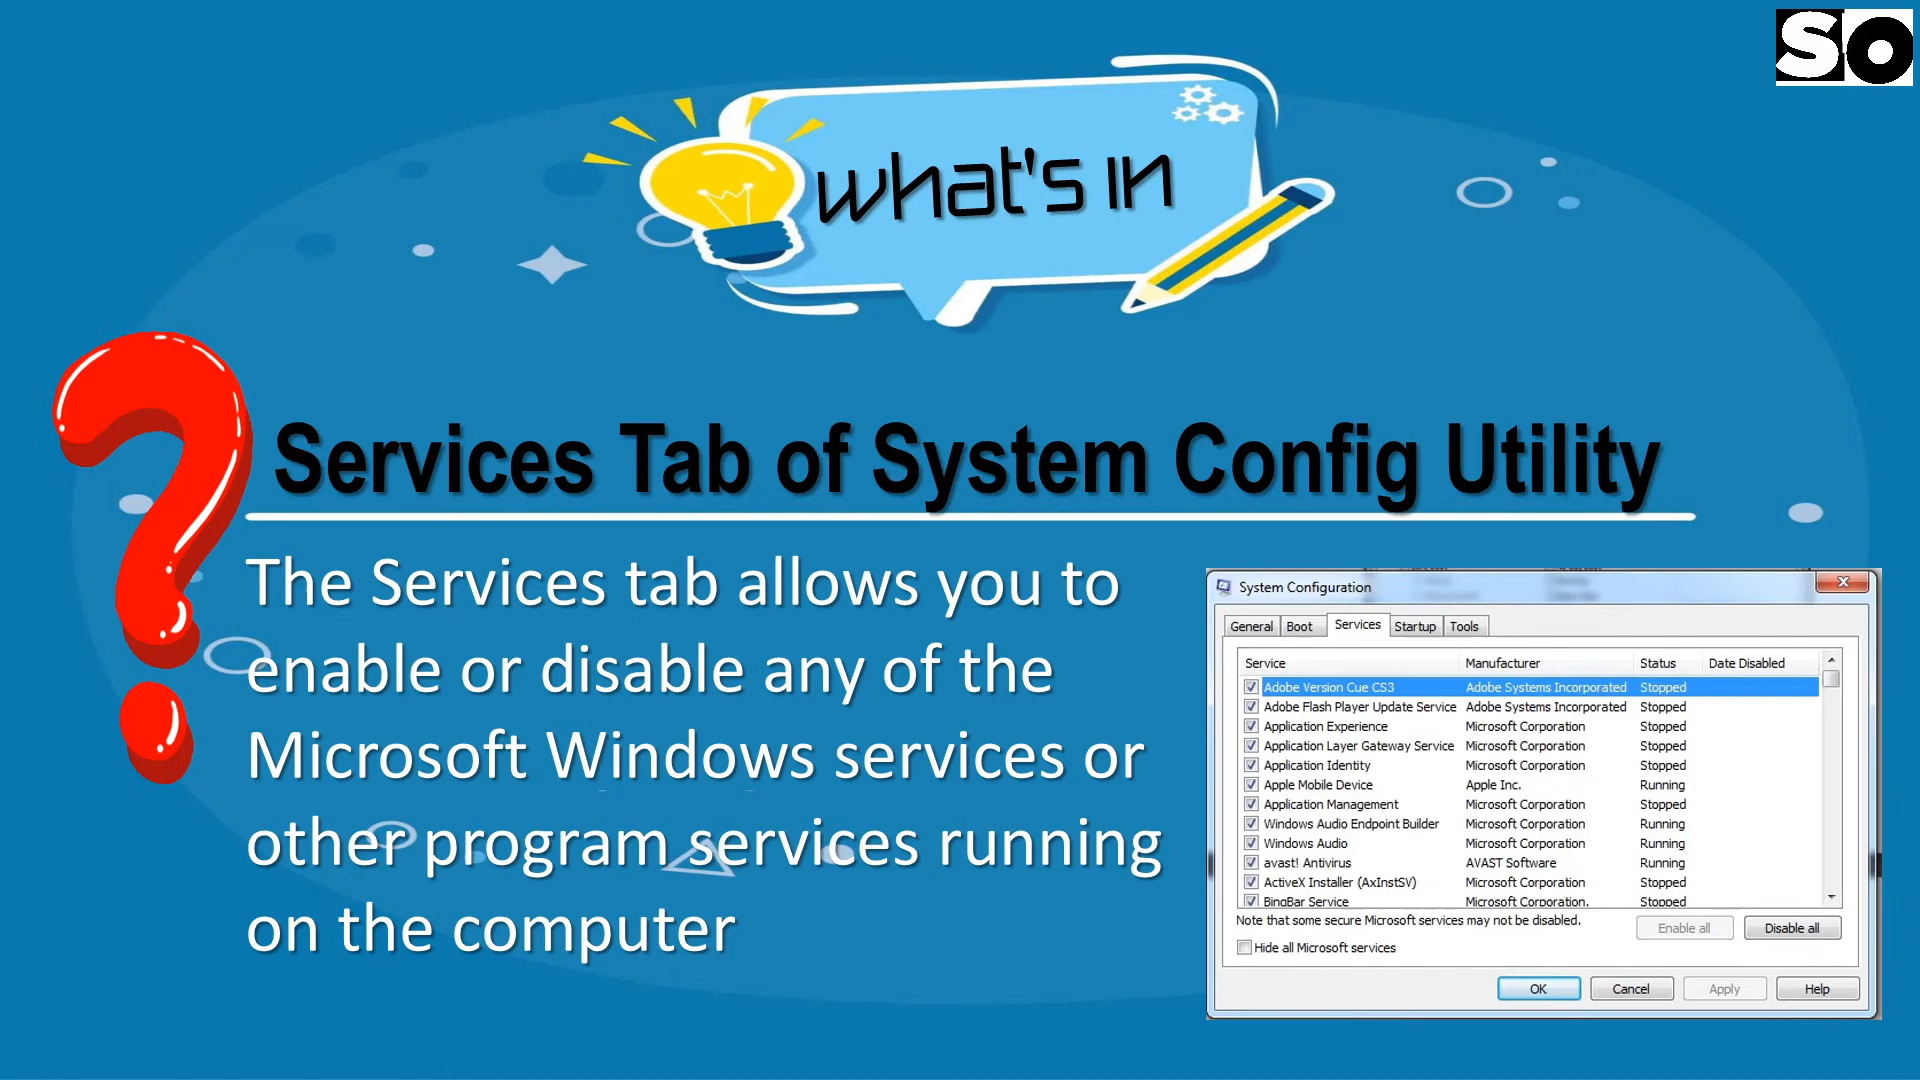 SO
what's in
Services Tab of System Config Utility
The Services tab allows you to
enable or disable any of the
Microsoft Windows services or
other program services running
on the computer
System Configuration
General Boot Services Startup Tools
Service Manufacturer Status Date Disabled
Adobe Version Cue CS3 Adobe Systems Incorporated Stopped
Adobe Flash Player Update Service Adobe Systems Incorporated Stopped
Application Experience Microsoft Corporation Stopped
Application Layer Gateway Service Microsoft Corporation Stopped
Application Identity Microsoft Corporation Stopped
Apple Mobile Device Apple Inc. Running
Application Management Microsoft Corporation Stopped
Windows Audio Endpoint Builder Microsoft Corporation Running
Windows Audio Microsoft Corporation Running
avast! Antivirus AVAST Software Running
ActiveX Installer (AxInstSV) Microsoft Corporation Stopped
BingBar Service Microsoft Corporation. Stopped
Note that some secure Microsoft services may not be disabled.
Enable all Disable all
Hide all Microsoft services
OK Cancel Apply Help